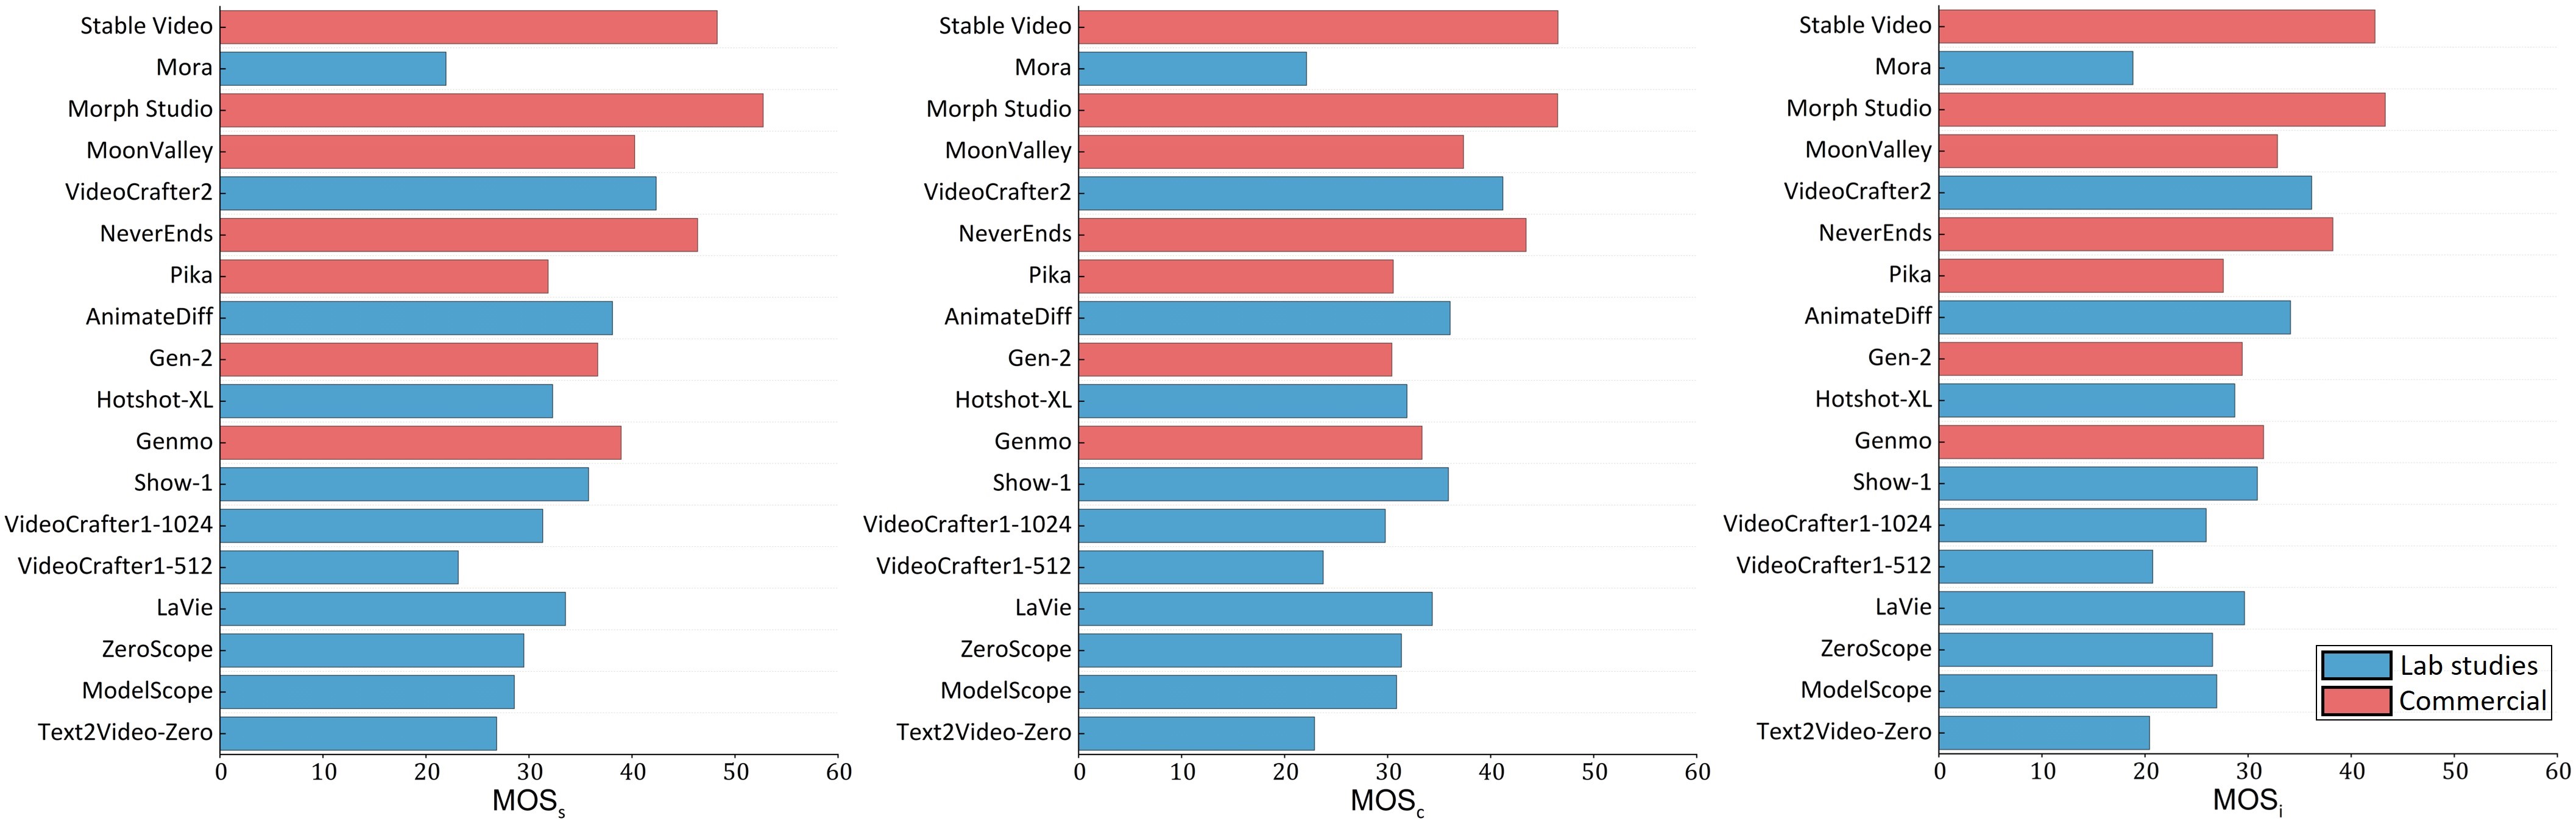 Stable Video
Mora
Morph Studio
MoonValley
VideoCrafter2
NeverEnds
Pika
AnimateDiff
Gen-2
Hotshot-XL
Genmo
Show-1
VideoCrafter1-1024
VideoCrafter1-512
LaVie
ZeroScope
ModelScope
Text2Video-Zero
0 10 20 30 40 50 60
MOSs
Stable Video
Mora
Morph Studio
MoonValley
VideoCrafter2
NeverEnds
Pika
AnimateDiff
Gen-2
Hotshot-XL
Genmo
Show-1
VideoCrafter1-1024
VideoCrafter1-512
LaVie
ZeroScope
ModelScope
Text2Video-Zero
0 10 20 30 40 50 60
MOSc
Stable Video
Mora
Morph Studio
MoonValley
VideoCrafter2
NeverEnds
Pika
AnimateDiff
Gen-2
Hotshot-XL
Genmo
Show-1
VideoCrafter1-1024
VideoCrafter1-512
LaVie
ZeroScope
ModelScope
Text2Video-Zero
0 10 20 30 40 50 60
MOSi
Lab studies
Commercial